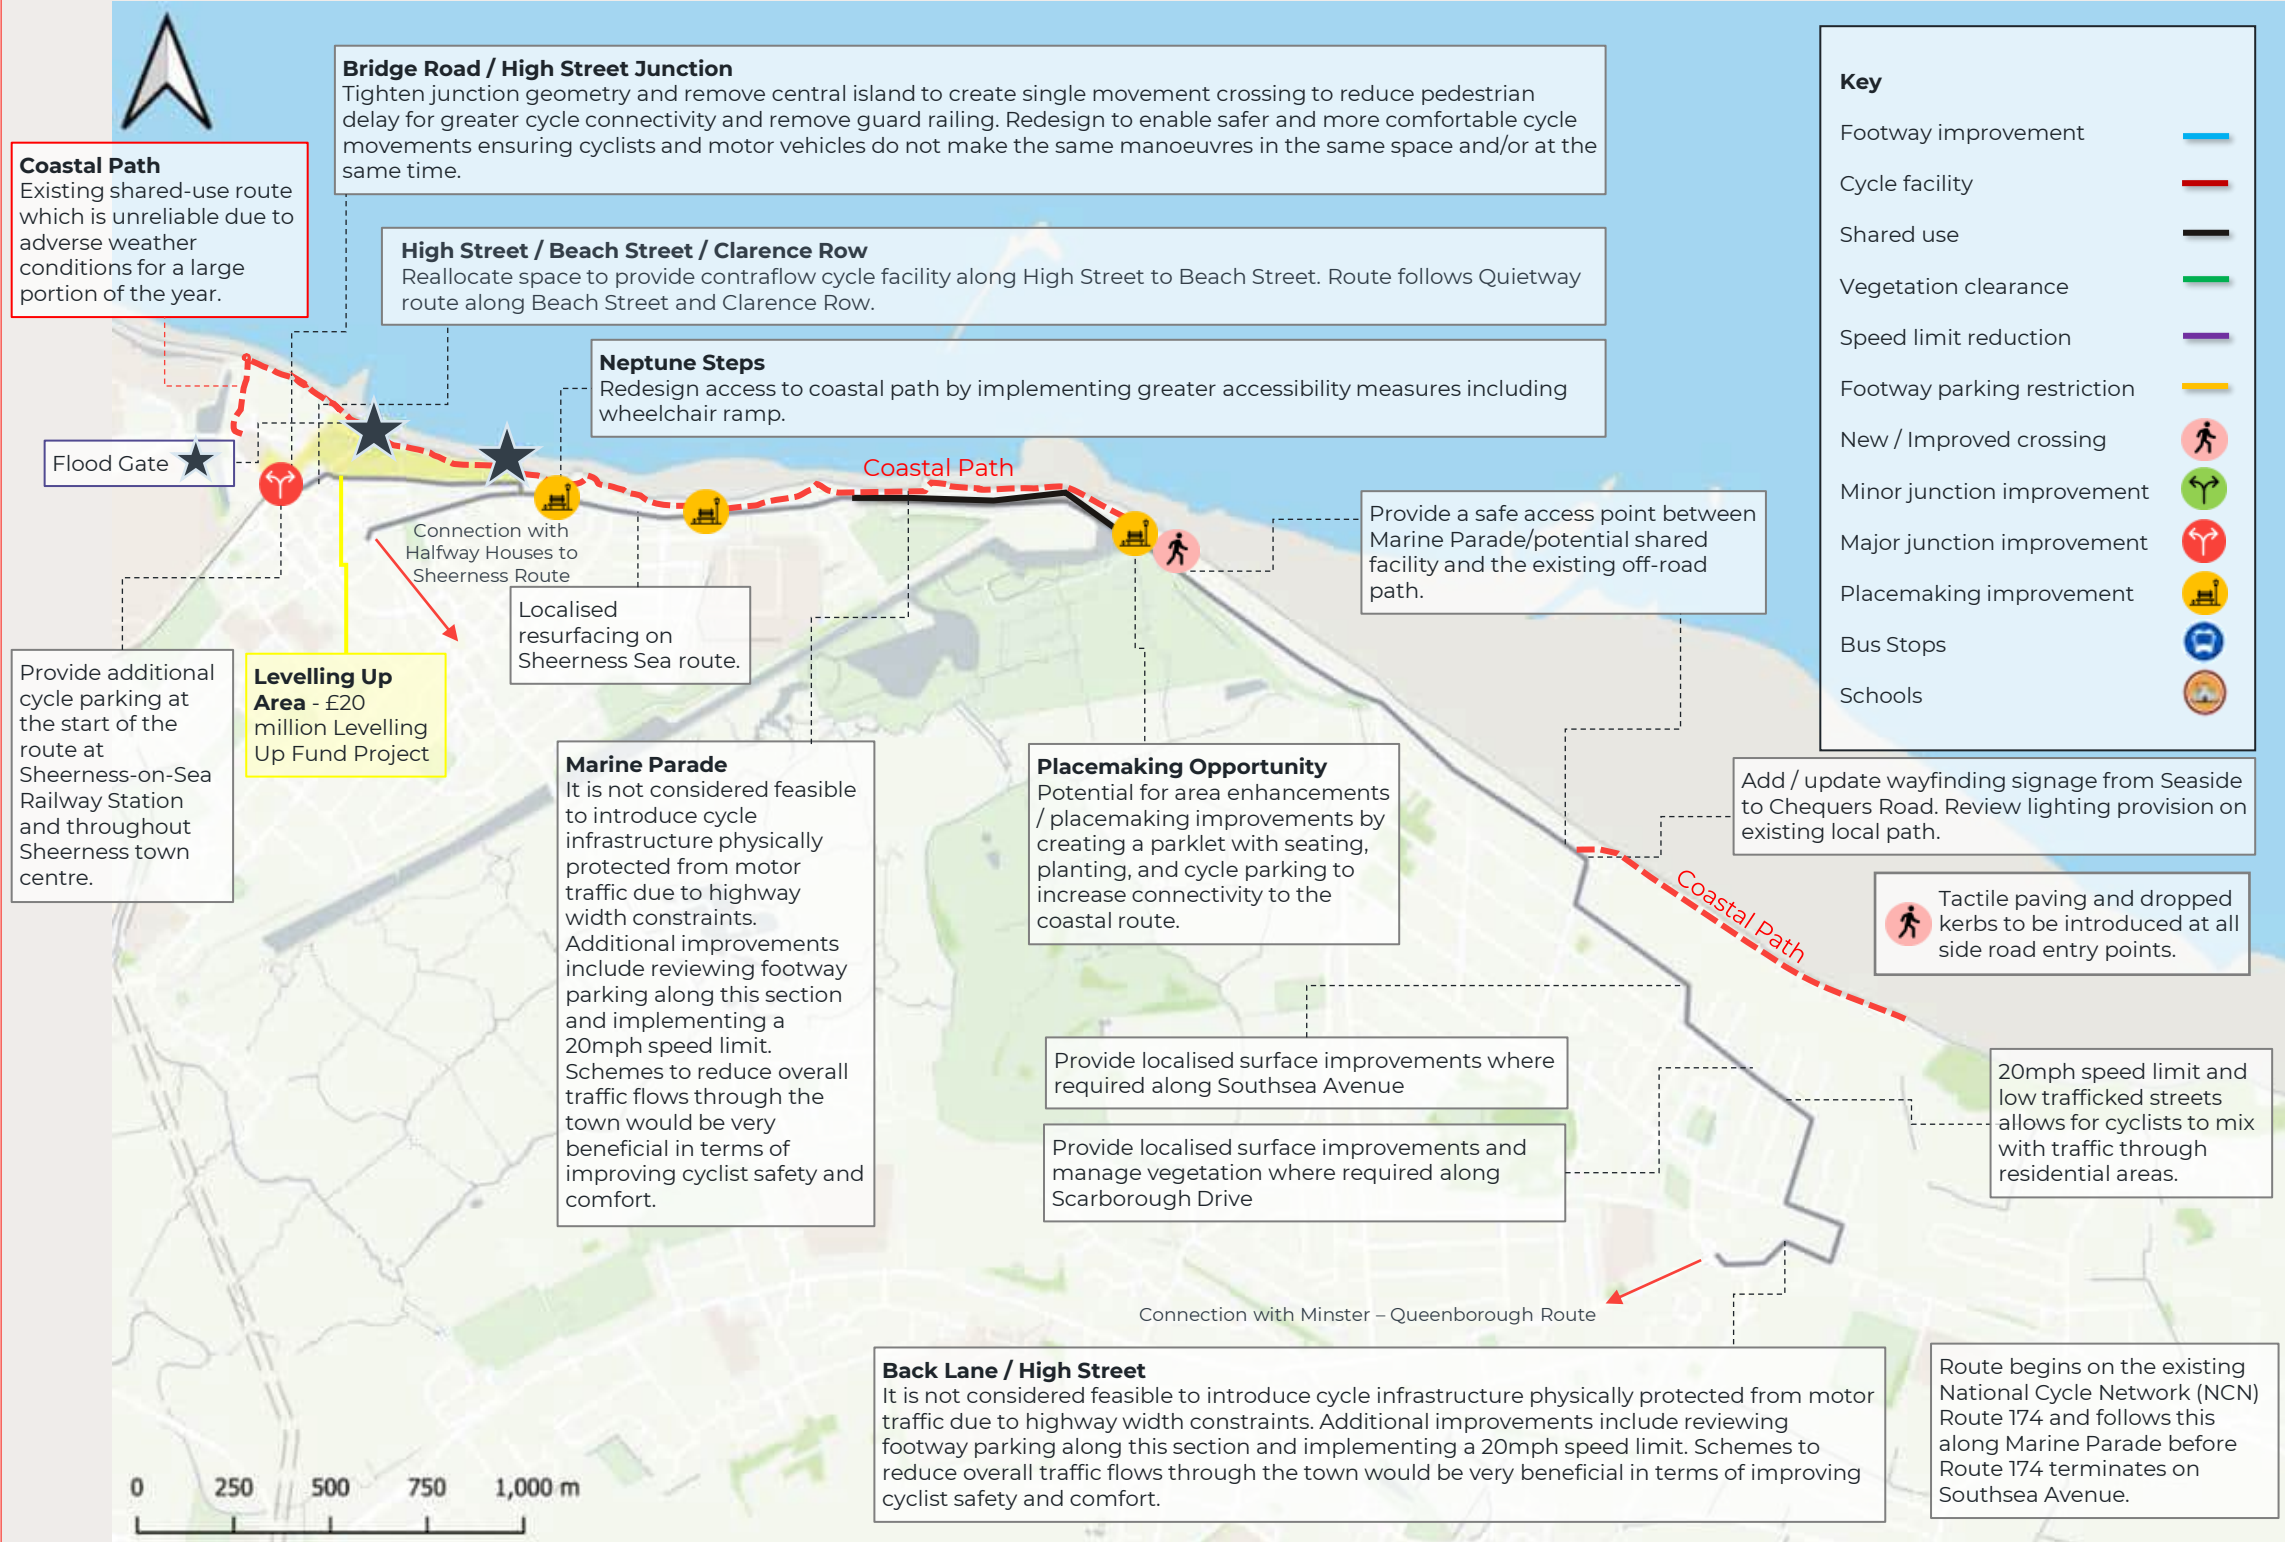 Bridge Road / High Street Junction
Tighten junction geometry and remove central island to create single movement crossing to reduce pedestrian
delay for greater cycle connectivity and remove guard railing. Redesign to enable safer and more comfortable cycle
movements ensuring cyclists and motor vehicles do not make the same manoeuvres in the same space and/or at the
same time.
Coastal Path
Existing shared-use route
which is unreliable due to
adverse weather
conditions for a large
portion of the year.
High Street / Beach Street / Clarence Row
Reallocate space to provide contraflow cycle facility along High Street to Beach Street. Route follows Quietway
route along Beach Street and Clarence Row.
Neptune Steps
Redesign access to coastal path by implementing greater accessibility measures including
wheelchair ramp.
Key
Footway improvement
Cycle facility
Shared use
Vegetation clearance
Speed limit reduction
Footway parking restriction
New / Improved crossing
Minor junction improvement
Major junction improvement
Placemaking improvement
Bus Stops
Schools
Flood Gate
Coastal Path
Connection with
Halfway Houses to
Sheerness Route
Localised
resurfacing on
Sheerness Sea route.
Provide a safe access point between
Marine Parade/potential shared
facility and the existing off-road
path.
Provide additional
cycle parking at
the start of the
route at
Sheerness-on-Sea
Railway Station
and throughout
Sheerness town
centre.
Levelling Up
Area - £20
million Levelling
Up Fund Project
Marine Parade
It is not considered feasible
to introduce cycle
infrastructure physically
protected from motor
traffic due to highway
width constraints.
Additional improvements
include reviewing footway
parking along this section
and implementing a
20mph speed limit.
Schemes to reduce overall
traffic flows through the
town would be very
beneficial in terms of
improving cyclist safety and
comfort.
Placemaking Opportunity
Potential for area enhancements
/ placemaking improvements by
creating a parklet with seating,
planting, and cycle parking to
increase connectivity to the
coastal route.
Add / update wayfinding signage from Seaside
to Chequers Road. Review lighting provision on
existing local path.
Coastal Path
Tactile paving and dropped
kerbs to be introduced at all
side road entry points.
Provide localised surface improvements where
required along Southsea Avenue
Provide localised surface improvements and
manage vegetation where required along
Scarborough Drive
20mph speed limit and
low trafficked streets
allows for cyclists to mix
with traffic through
residential areas.
Connection with Minster – Queenborough Route
Back Lane / High Street
It is not considered feasible to introduce cycle infrastructure physically protected from motor
traffic due to highway width constraints. Additional improvements include reviewing
footway parking along this section and implementing a 20mph speed limit. Schemes to
reduce overall traffic flows through the town would be very beneficial in terms of improving
cyclist safety and comfort.
Route begins on the existing
National Cycle Network (NCN)
Route 174 and follows this
along Marine Parade before
Route 174 terminates on
Southsea Avenue.
0 250 500 750 1,000 m